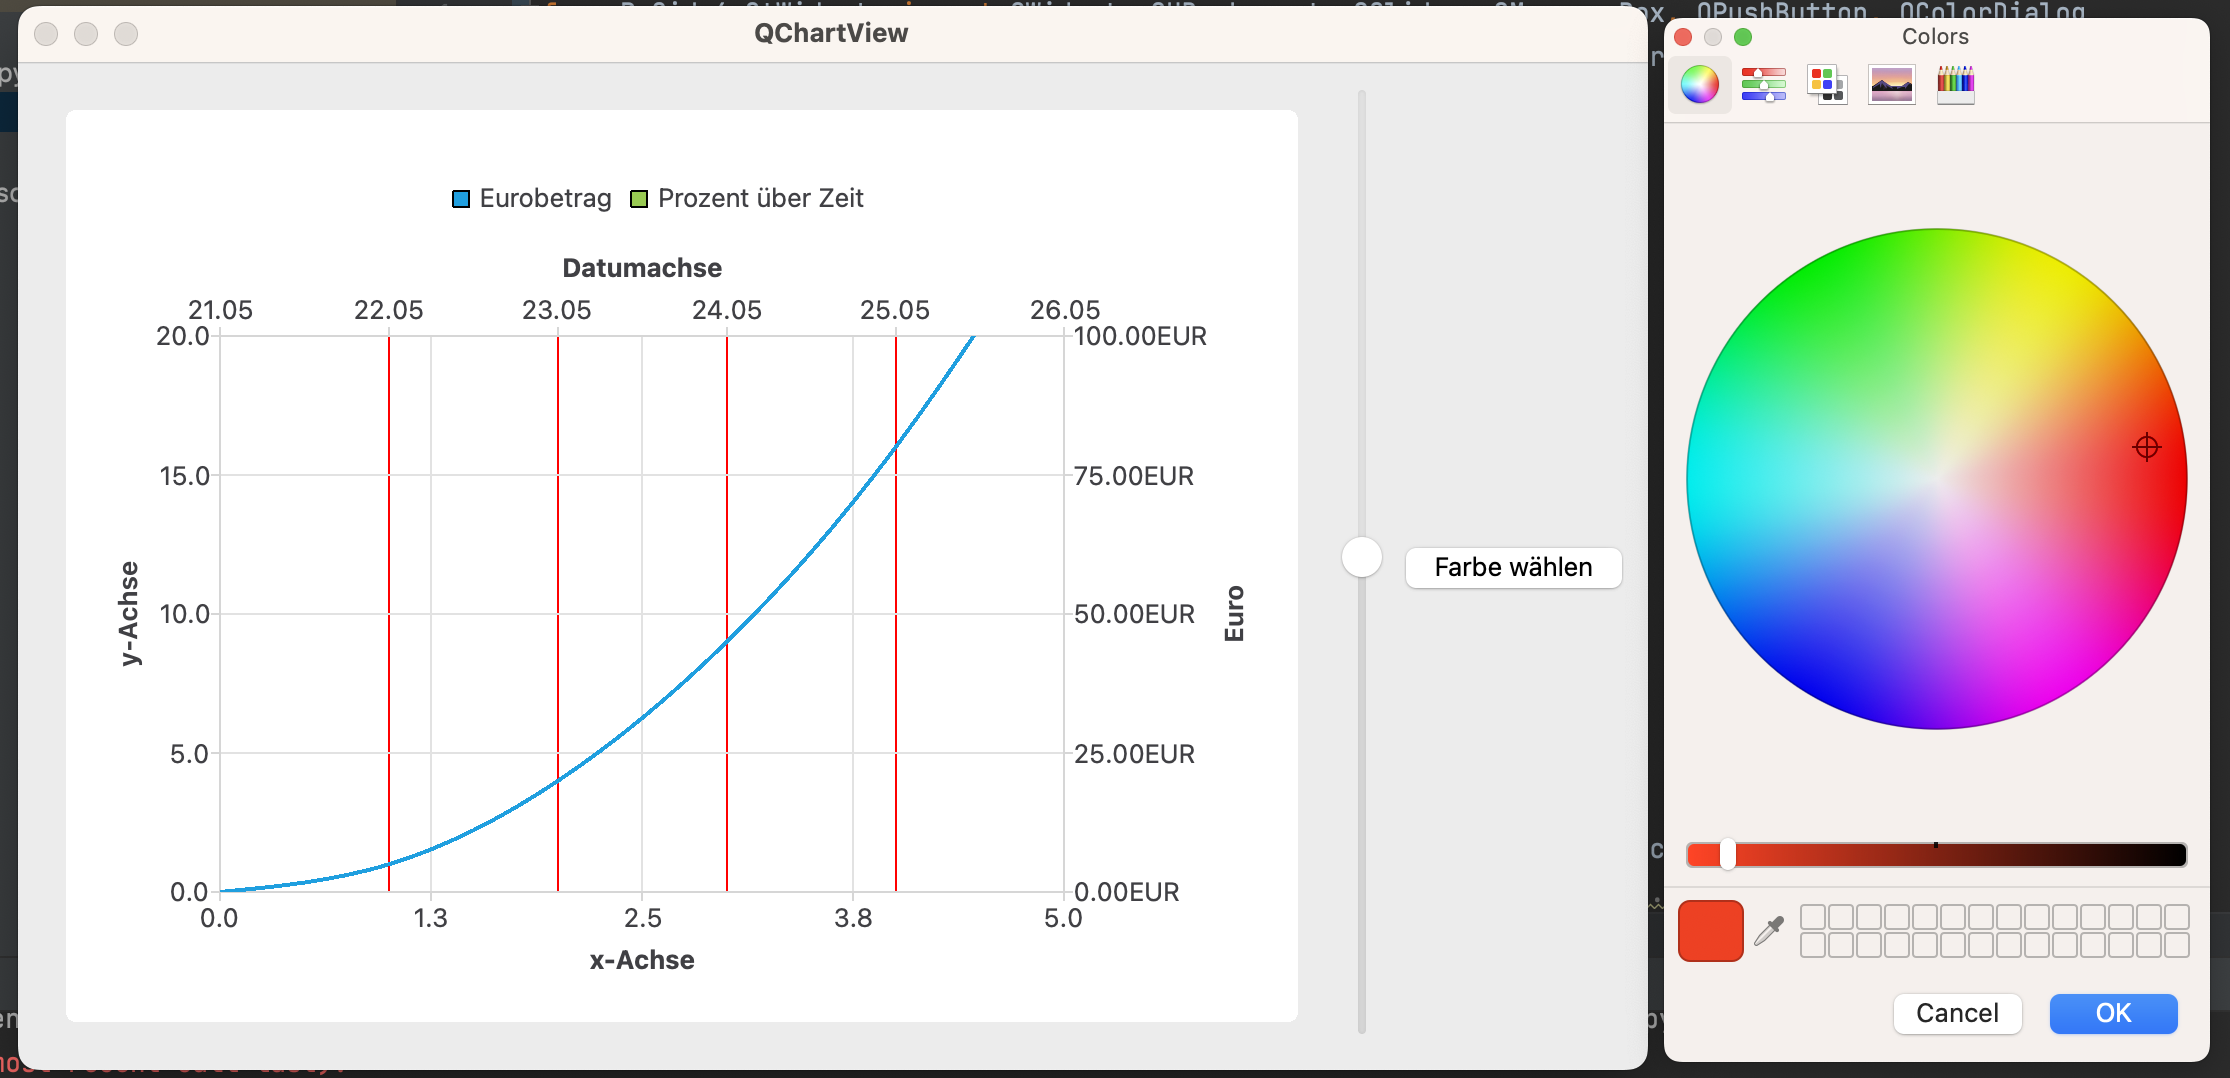 QChartView
Eurobetrag Prozent über Zeit
Datumachse
21.05 22.05 23.05 24.05 25.05 26.05
20.0 100.00EUR
15.0 75.00EUR
10.0 50.00EUR
5.0 25.00EUR
0.0 0.00EUR
0.0 1.3 2.5 3.8 5.0
x-Achse
y-Achse
Euro
Farbe wählen
Colors
Cancel OK
QPushButton, QColorDialog